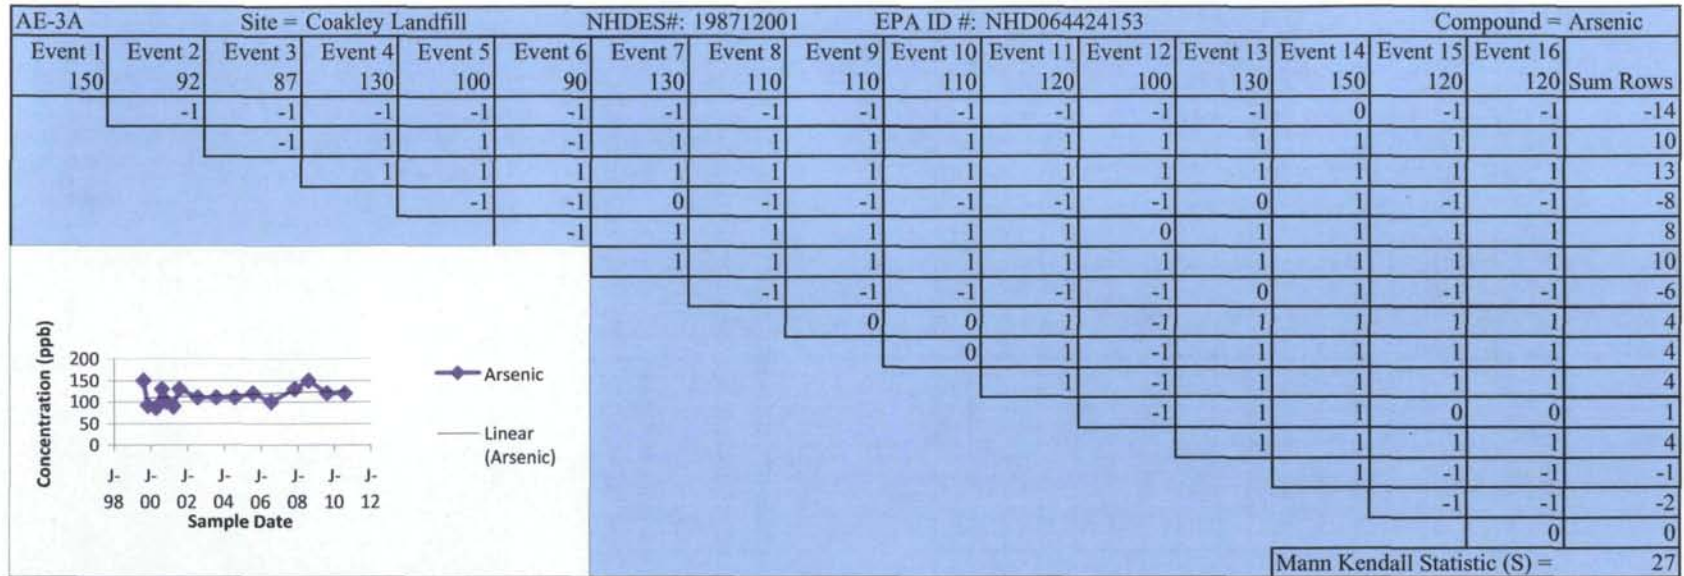 AE-3A Site = Coakley Landfill NHDES#: 198712001 EPA ID #: NHD064424153 Compound = Arsenic
Event 1 Event 2 Event 3 Event 4 Event 5 Event 6 Event 7 Event 8 Event 9 Event 10 Event 11 Event 12 Event 13 Event 14 Event 15 Event 16
150 92 87 130 100 90 130 110 110 110 120 100 130 150 120 120 Sum Rows
-1 -1 -1 -1 -1 -1 -1 -1 -1 -1 -1 -1 0 -1 -1 -14
-1 1 1 -1 1 1 1 1 1 1 1 1 1 1 10
1 1 1 1 1 1 1 1 1 1 1 1 1 13
-1 -1 0 -1 -1 -1 -1 -1 0 1 -1 -1 -8
-1 1 1 1 1 1 0 1 1 1 1 8
1 1 1 1 1 1 1 1 1 1 10
-1 -1 -1 -1 -1 0 1 -1 -1 -6
0 0 1 -1 1 1 1 1 4
0 1 -1 1 1 1 1 4
1 -1 1 1 1 1 4
-1 1 1 0 0 1
1 1 1 1 4
1 -1 -1 -1
-1 -1 -2
0 0
Mann Kendall Statistic (S) = 27
Concentration (ppb)
200
150
100
50
0
J- J- J- J- J- J- J- J-
98 00 02 04 06 08 10 12
Sample Date
Arsenic
Linear
(Arsenic)